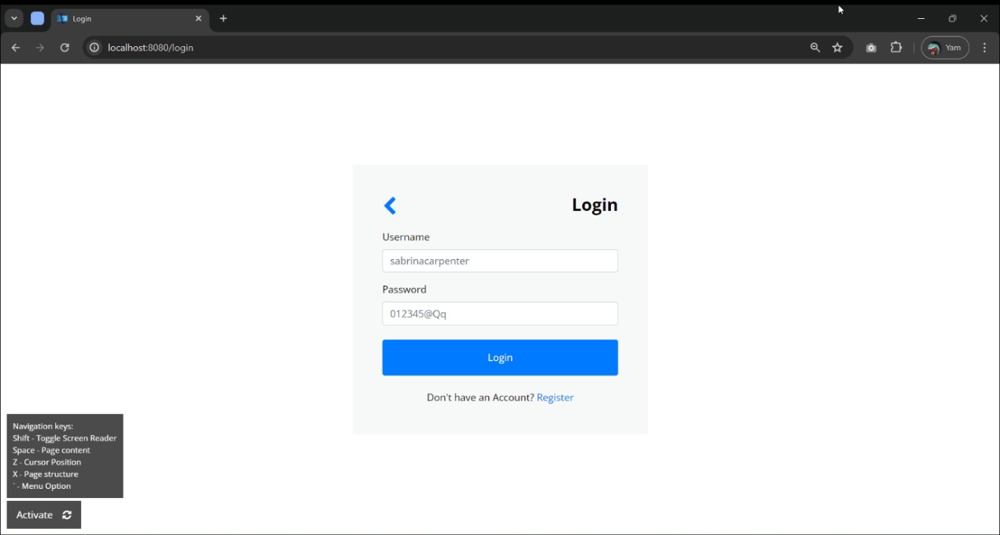 Login
localhost:8080/login
Yam
Login
Username
sabrinacarpenter
Password
012345@Qq
Login
Don't have an Account? Register
Navigation keys:
Shift - Toggle Screen Reader
Space - Page content
Z - Cursor Position
X - Page structure
` - Menu Option
Activate